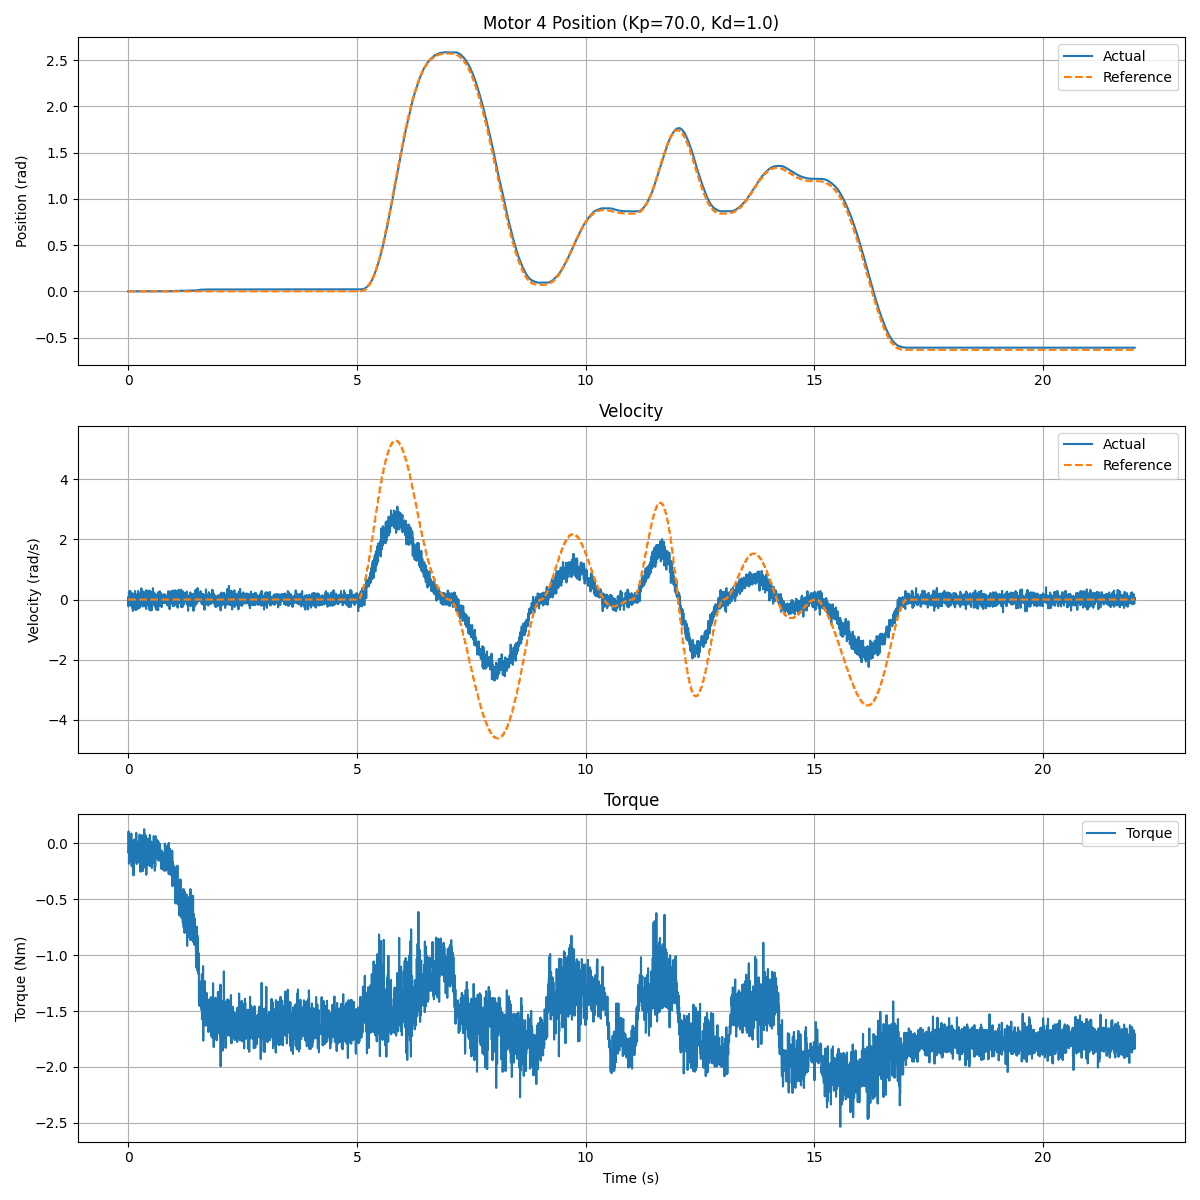 Motor 4 Position (Kp=70.0, Kd=1.0)
Position (rad)
2.5
2.0
1.5
1.0
0.5
0.0
−0.5
Actual
Reference
0 5 10 15 20
Velocity
Velocity (rad/s)
4
2
0
−2
−4
Actual
Reference
0 5 10 15 20
Torque
Torque (Nm)
0.0
−0.5
−1.0
−1.5
−2.0
−2.5
Torque
0 5 10 15 20
Time (s)